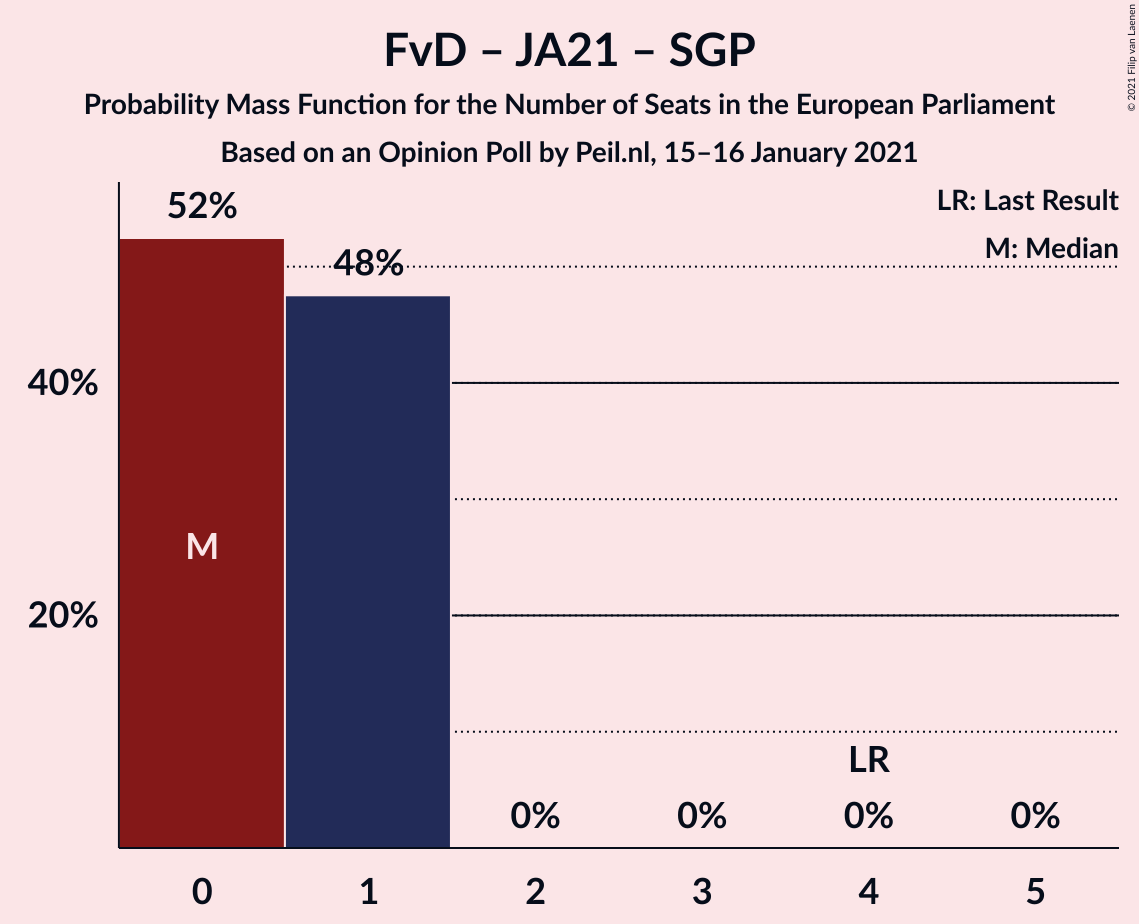 FvD – JA21 – SGP
Probability Mass Function for the Number of Seats in the European Parliament
Based on an Opinion Poll by Peil.nl, 15–16 January 2021
© 2021 Filip van Laenen
LR: Last Result
M: Median
52%
48%
40%
20%
M
LR
0%
0%
0%
0%
0
1
2
3
4
5